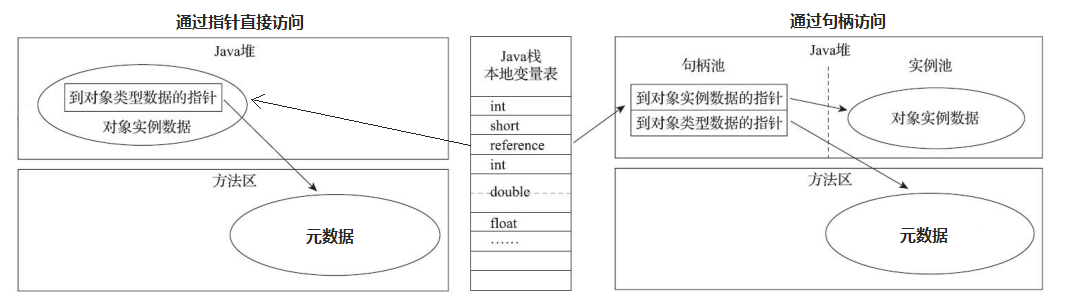 通过指针直接访问
Java堆
到对象类型数据的指针
对象实例数据
方法区
元数据
Java栈
本地变量表
int
short
reference
int
double
float
……
通过句柄访问
Java堆
句柄池
实例池
到对象实例数据的指针
到对象类型数据的指针
对象实例数据
方法区
元数据